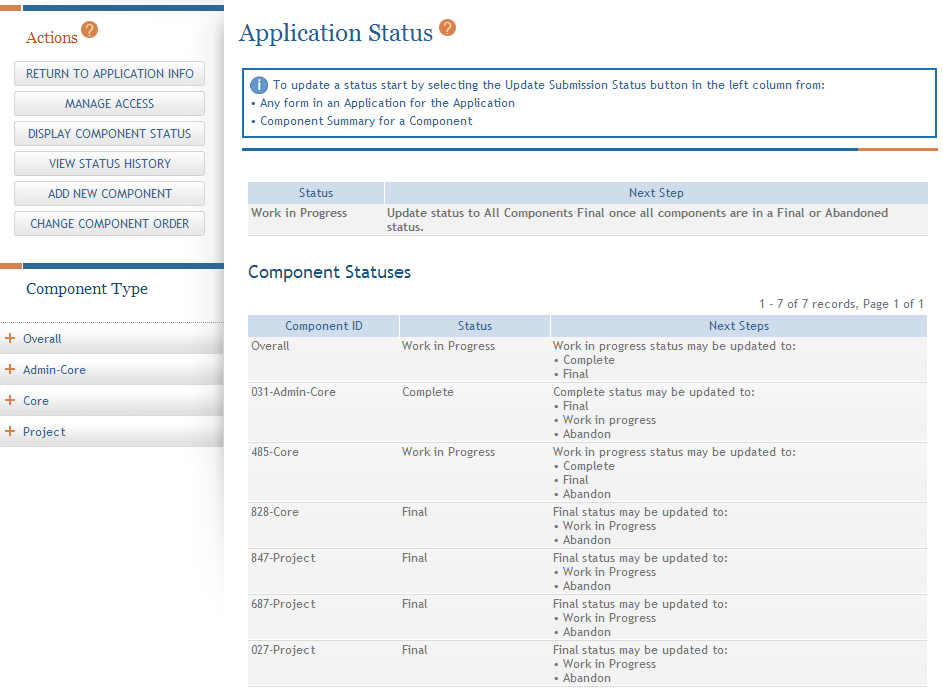 Actions ?
RETURN TO APPLICATION INFO
MANAGE ACCESS
DISPLAY COMPONENT STATUS
VIEW STATUS HISTORY
ADD NEW COMPONENT
CHANGE COMPONENT ORDER
Component Type
+ Overall
+ Admin-Core
+ Core
+ Project
Application Status ?
i To update a status start by selecting the Update Submission Status button in the left column from:
• Any form in an Application for the Application
• Component Summary for a Component
Status Next Step
Work in Progress Update status to All Components Final once all components are in a Final or Abandoned
status.
Component Statuses
1 - 7 of 7 records, Page 1 of 1
Component ID Status Next Steps
Overall Work in Progress Work in progress status may be updated to:
• Complete
• Final
031-Admin-Core Complete Complete status may be updated to:
• Final
• Work in progress
• Abandon
485-Core Work in Progress Work in progress status may be updated to:
• Complete
• Final
• Abandon
828-Core Final Final status may be updated to:
• Work in Progress
• Abandon
847-Project Final Final status may be updated to:
• Work in Progress
• Abandon
687-Project Final Final status may be updated to:
• Work in Progress
• Abandon
027-Project Final Final status may be updated to:
• Work in Progress
• Abandon